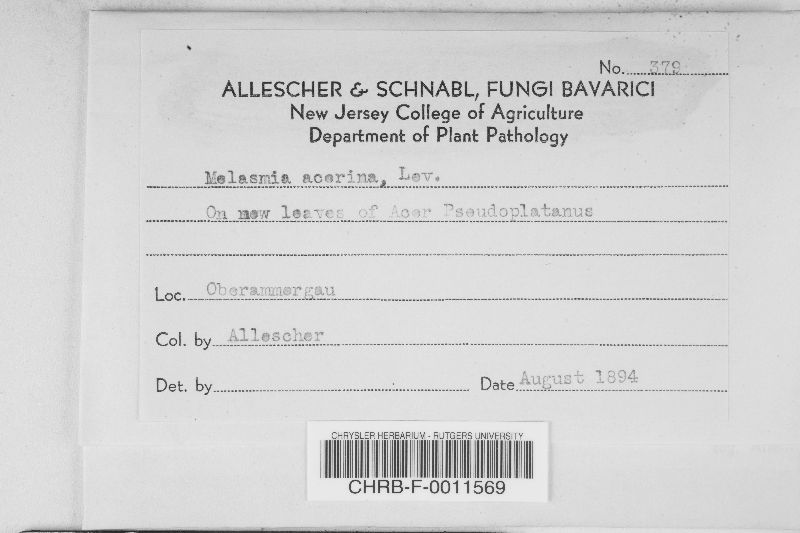 No. 379
ALLESCHER & SCHNABL, FUNGI BAVARICI
New Jersey College of Agriculture
Department of Plant Pathology
Melasmia acerina, Lev.
On new leaves of Acer Pseudoplatanus
Loc. Oberammergau
Col. by Allescher
Det. by
Date August 1894
CHRYSLER HERBARIUM - RUTGERS UNIVERSITY
CHRB-F-0011569